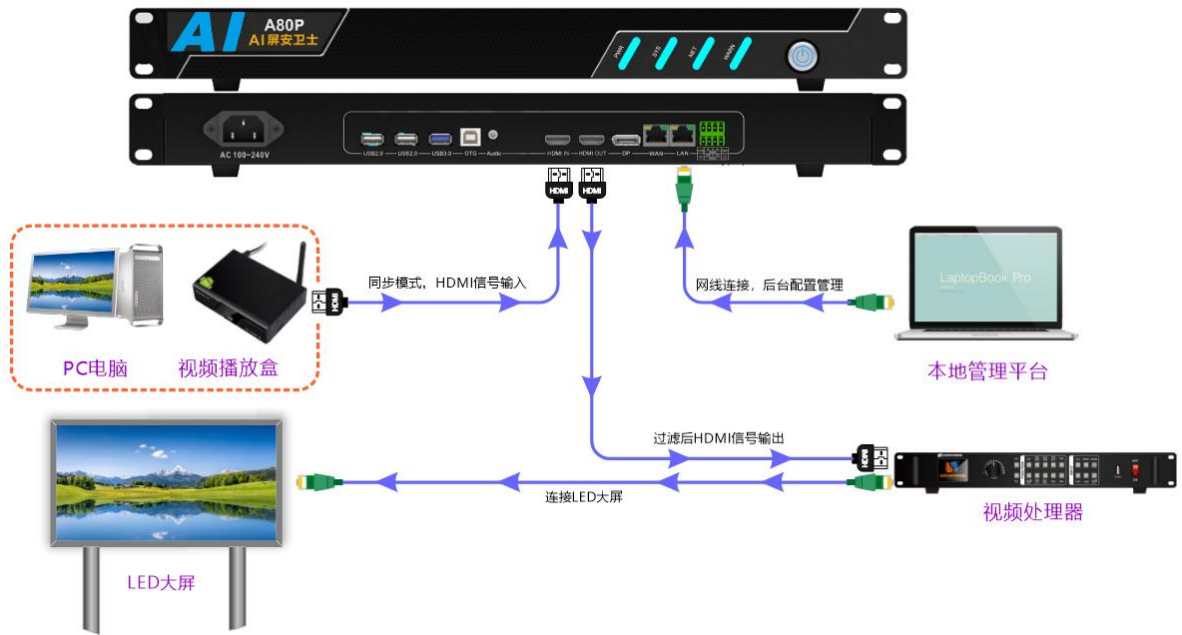 AI
A80P
AI屏安卫士
PWR
SYS
NET
WARN
AC 100~240V
USB2.0
USB2.0
USB3.0
OTG
Audio
HDMI IN
HDMI OUT
DP
WAN
LAN
HDMI
HDMI
同步模式，HDMI信号输入
HDMI
网线连接，后台配置管理
LaptopBook Pro
PC电脑
视频播放盒
本地管理平台
过滤后HDMI信号输出
HDMI
连接LED大屏
视频处理器
LED大屏